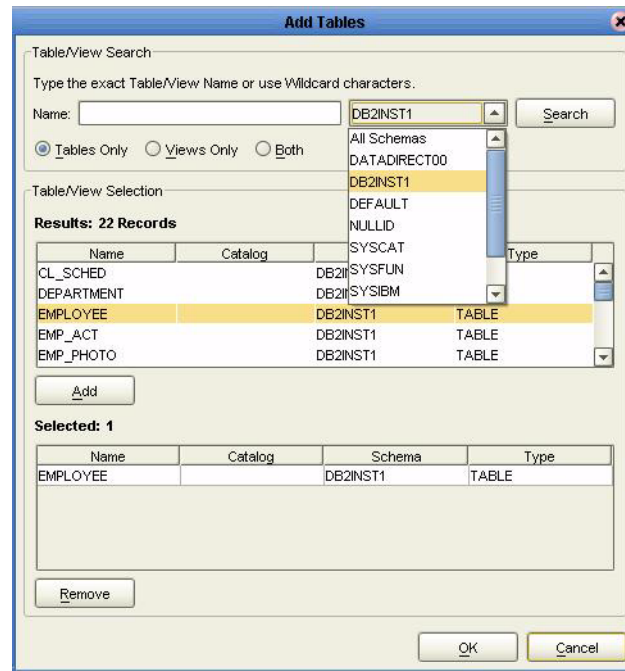 Add Tables
Table/View Search
Type the exact Table/View Name or use Wildcard characters.
Name: DB2INST1 Search
Tables Only Views Only Both
All Schemas
DATADIRECT00
DB2INST1
DEFAULT
NULLID
SYSCAT
SYSFUN
SYSIBM
Table/View Selection
Results: 22 Records
Name Catalog Type
CL_SCHED DB2I
DEPARTMENT DB2I
EMPLOYEE DB2INST1 TABLE
EMP_ACT DB2INST1 TABLE
EMP_PHOTO DB2INST1 TABLE
Add
Selected: 1
Name Catalog Schema Type
EMPLOYEE DB2INST1 TABLE
Remove
OK Cancel